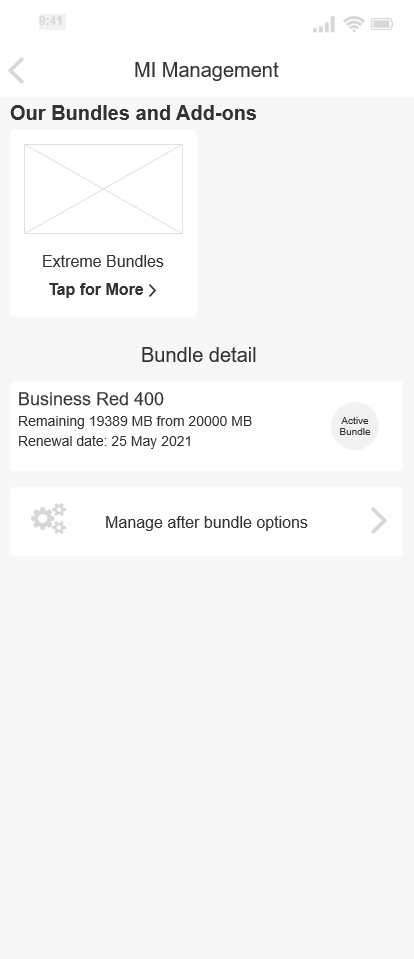 9:41
MI Management
Our Bundles and Add-ons
Extreme Bundles
Tap for More
Bundle detail
Business Red 400
Remaining 19389 MB from 20000 MB
Renewal date: 25 May 2021
Active
Bundle
Manage after bundle options